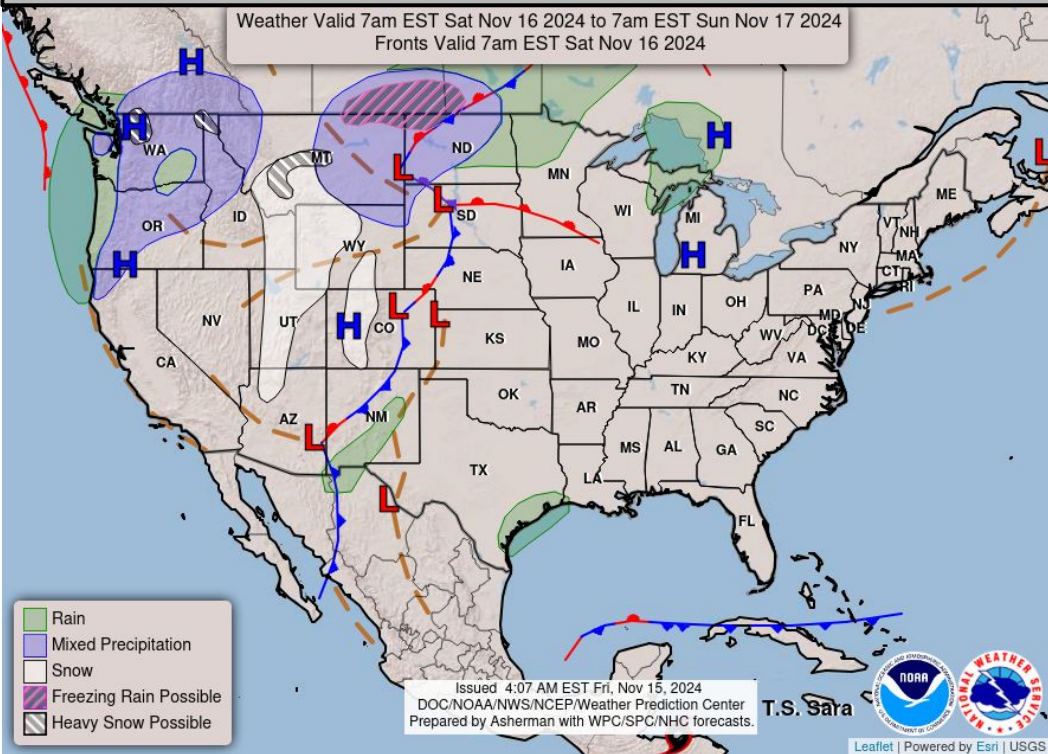 Weather Valid 7am EST Sat Nov 16 2024 to 7am EST Sun Nov 17 2024
Fronts Valid 7am EST Sat Nov 16 2024
H
H
WA
MT
ND
MN
H
L
ME
L
L
SD
WI
MI
VT
NH
OR
ID
WY
NY
MA
H
H
CT
RI
NE
IA
PA
NJ
L
L
OH
MD
DE
DC
NV
UT
H
CO
IL
IN
WV
KS
MO
VA
CA
KY
OK
TN
NC
AZ
NM
AR
SC
L
MS
AL
GA
TX
LA
L
FL
Rain
Mixed Precipitation
Snow
Freezing Rain Possible
Heavy Snow Possible
Issued 4:07 AM EST Fri, Nov 15, 2024
DOC/NOAA/NWS/NCEP/Weather Prediction Center
Prepared by Asherman with WPC/SPC/NHC forecasts.
T.S. Sara
NOAA
NATIONAL WEATHER SERVICE
Leaflet | Powered by Esri | USGS